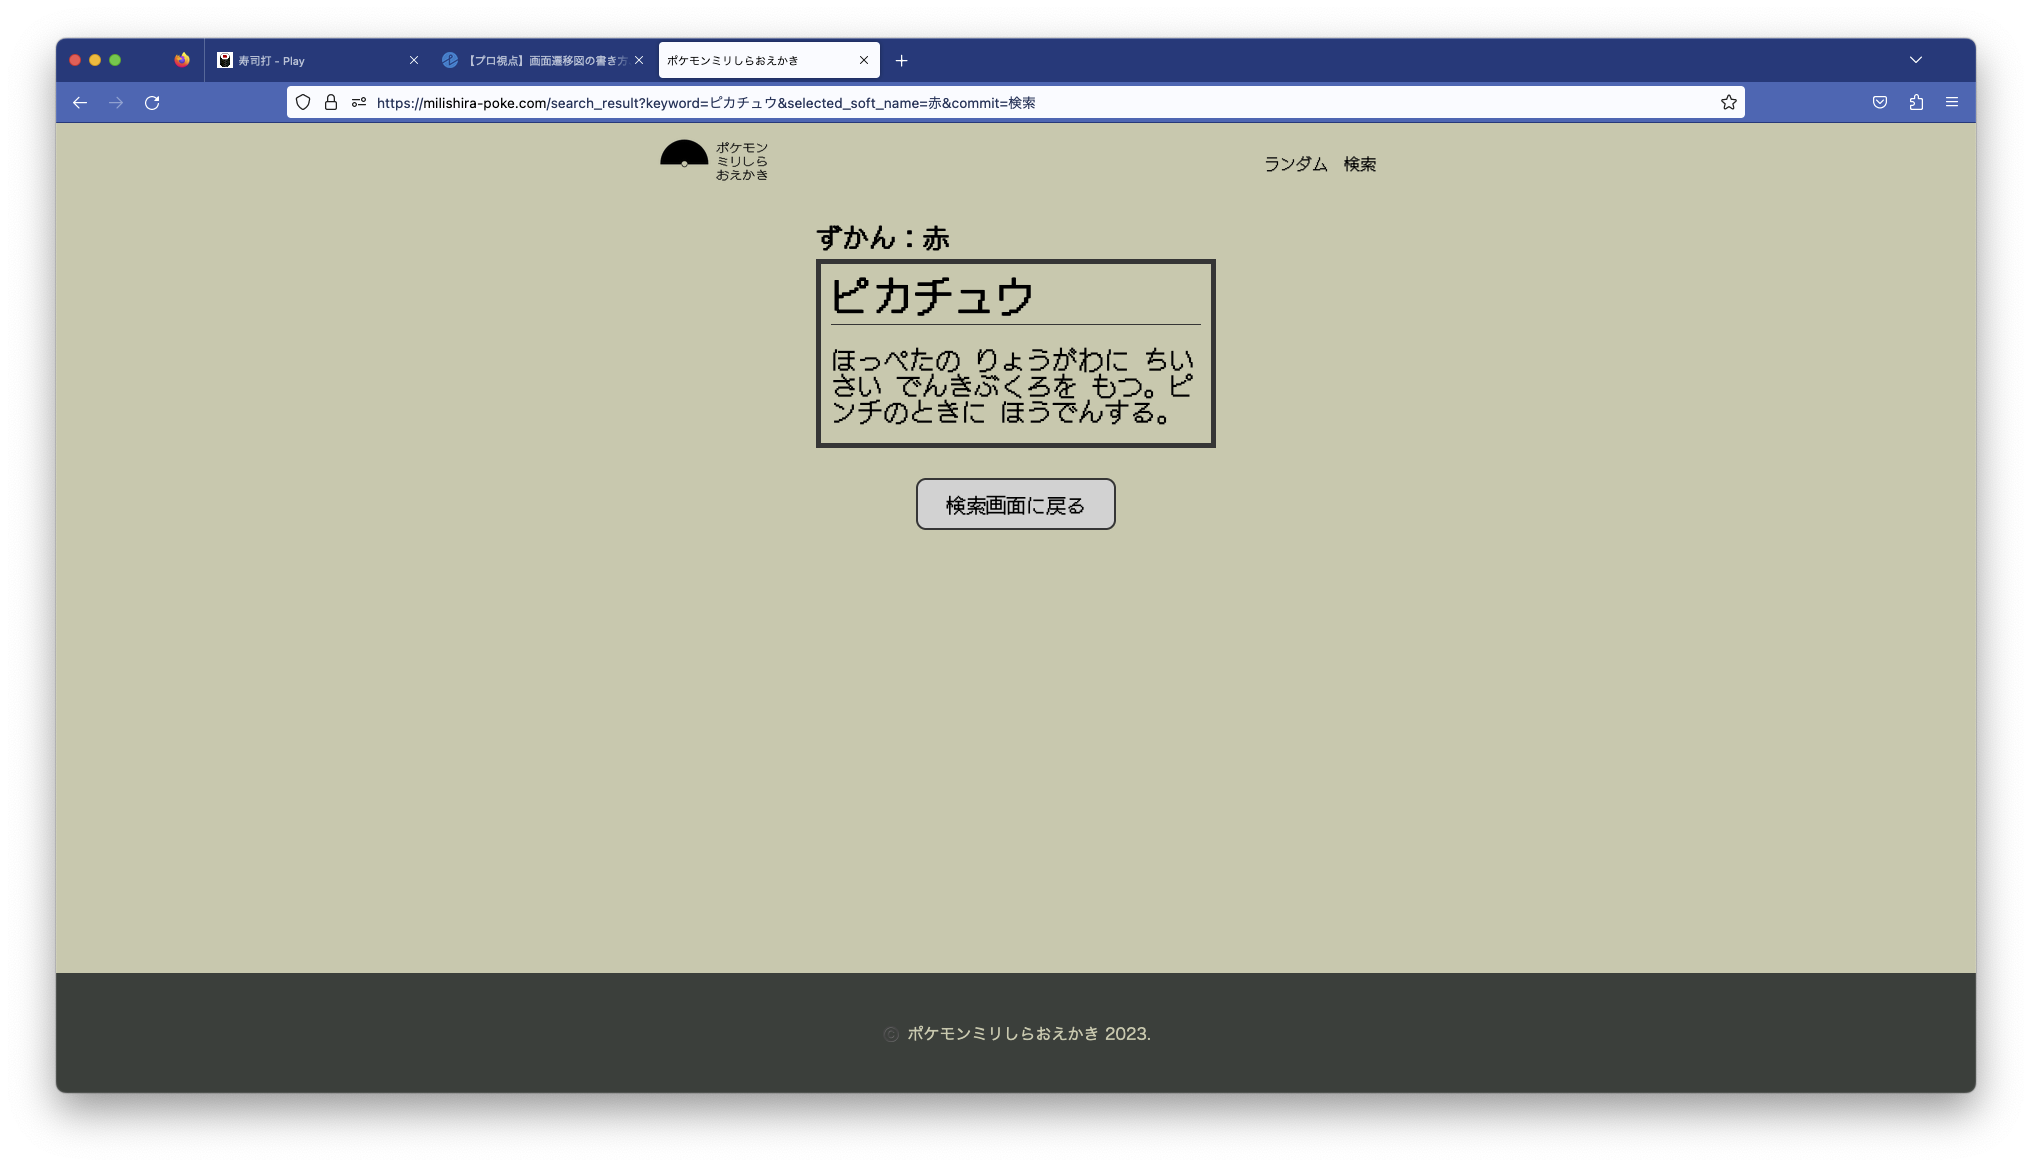 寿司打 - Play
【プロ視点】画面遷移図の書き方
ポケモンミリしらおえかき
https://milishira-poke.com/search_result?keyword=ピカチュウ&selected_soft_name=赤&commit=検索
ポケモン
ミリしら
おえかき
ランダム 検索
ずかん：赤
ピカチュウ
ほっぺたの りょうがわに ちい
さい でんきぶくろを もつ。ピ
ンチのときに ほうでんする。
検索画面に戻る
© ポケモンミリしらおえかき 2023.